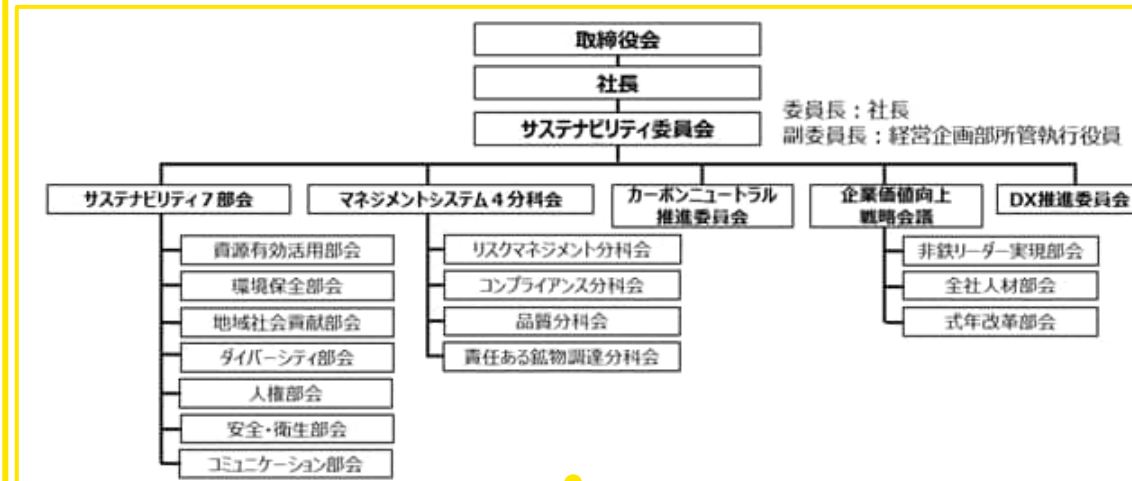 取締役会
社長
サステナビリティ委員会
委員長；社長
副委員長；経営企画部所管執行役員
サステナビリティ７部会
資源有効活用部会
環境保全部会
地域社会貢献部会
ダイバーシティ部会
人権部会
安全・衛生部会
コミュニケーション部会
マネジメントシステム４分科会
リスクマネジメント分科会
コンプライアンス分科会
品質分科会
責任ある鉱物調達分科会
カーボンニュートラル
推進委員会
企業価値向上
戦略会議
非鉄リーダー実現部会
全社人材部会
式年改革部会
DX推進委員会